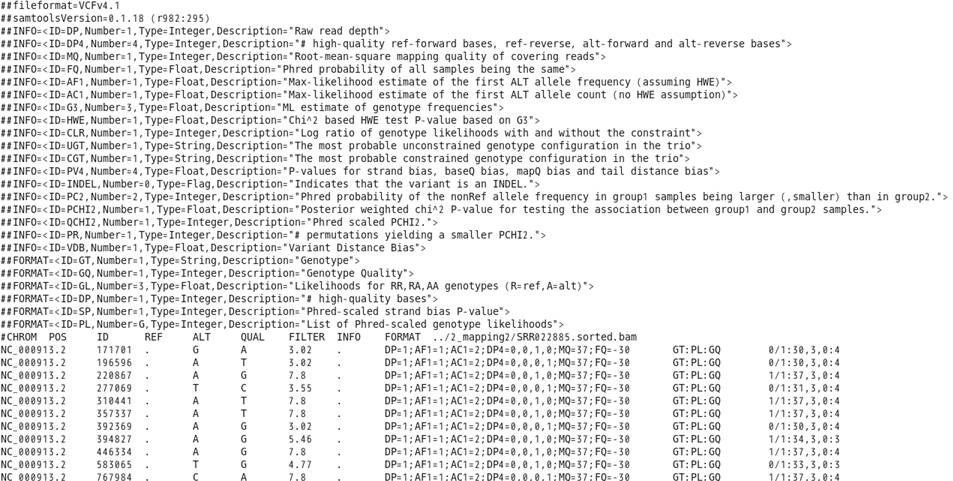 ##fileformat=VCFv4.1
##samtoolsVersion=0.1.18 (r982:295)
##INFO=<ID=DP,Number=1,Type=Integer,Description="Raw read depth">
##INFO=<ID=DP4,Number=4,Type=Integer,Description="# high-quality ref-forward bases, ref-reverse, alt-forward and alt-reverse bases">
##INFO=<ID=MQ,Number=1,Type=Integer,Description="Root-mean-square mapping quality of covering reads">
##INFO=<ID=FQ,Number=1,Type=Float,Description="Phred probability of all samples being the same">
##INFO=<ID=AF1,Number=1,Type=Float,Description="Max-likelihood estimate of the first ALT allele frequency (assuming HWE)">
##INFO=<ID=AC1,Number=1,Type=Float,Description="Max-likelihood estimate of the first ALT allele count (no HWE assumption)">
##INFO=<ID=G3,Number=3,Type=Float,Description="ML estimate of genotype frequencies">
##INFO=<ID=HWE,Number=1,Type=Float,Description="Chi^2 based HWE test P-value based on G3">
##INFO=<ID=CLR,Number=1,Type=Integer,Description="Log ratio of genotype likelihoods with and without the constraint">
##INFO=<ID=UGT,Number=1,Type=String,Description="The most probable unconstrained genotype configuration in the trio">
##INFO=<ID=CGT,Number=1,Type=String,Description="The most probable constrained genotype configuration in the trio">
##INFO=<ID=PV4,Number=4,Type=Float,Description="P-values for strand bias, baseQ bias, mapQ bias and tail distance bias">
##INFO=<ID=INDEL,Number=0,Type=Flag,Description="Indicates that the variant is an INDEL.">
##INFO=<ID=PC2,Number=2,Type=Integer,Description="Phred probability of the nonRef allele frequency in group1 samples being larger (,smaller) than in group2.">
##INFO=<ID=PCHI2,Number=1,Type=Float,Description="Posterior weighted chi^2 P-value for testing the association between group1 and group2 samples.">
##INFO=<ID=QCHI2,Number=1,Type=Integer,Description="Phred scaled PCHI2.">
##INFO=<ID=PR,Number=1,Type=Integer,Description="# permutations yielding a smaller PCHI2.">
##INFO=<ID=VDB,Number=1,Type=Float,Description="Variant Distance Bias">
##FORMAT=<ID=GT,Number=1,Type=String,Description="Genotype">
##FORMAT=<ID=GQ,Number=1,Type=Integer,Description="Genotype Quality">
##FORMAT=<ID=GL,Number=3,Type=Float,Description="Likelihoods for RR,RA,AA genotypes (R=ref,A=alt)">
##FORMAT=<ID=DP,Number=1,Type=Integer,Description="# high-quality bases">
##FORMAT=<ID=SP,Number=1,Type=Integer,Description="Phred-scaled strand bias P-value">
##FORMAT=<ID=PL,Number=G,Type=Integer,Description="List of Phred-scaled genotype likelihoods">
#CHROM POS ID REF ALT QUAL FILTER INFO FORMAT ../2_mapping2/SRR022885.sorted.bam
NC_000913.2 171701 . G A 3.02 . DP=1;AF1=1;AC1=2;DP4=0,0,1,0;MQ=37;FQ=-30 GT:PL:GQ 0/1:30,3,0:4
NC_000913.2 196596 . A T 3.02 . DP=1;AF1=1;AC1=2;DP4=0,0,0,1;MQ=37;FQ=-30 GT:PL:GQ 0/1:30,3,0:4
NC_000913.2 220867 . A G 7.8 . DP=1;AF1=1;AC1=2;DP4=0,0,1,0;MQ=37;FQ=-30 GT:PL:GQ 1/1:37,3,0:4
NC_000913.2 277069 . T C 3.55 . DP=1;AF1=1;AC1=2;DP4=0,0,0,1;MQ=37;FQ=-30 GT:PL:GQ 0/1:31,3,0:4
NC_000913.2 310441 . A T 7.8 . DP=1;AF1=1;AC1=2;DP4=0,0,1,0;MQ=37;FQ=-30 GT:PL:GQ 1/1:37,3,0:4
NC_000913.2 357337 . A T 7.8 . DP=1;AF1=1;AC1=2;DP4=0,0,1,0;MQ=37;FQ=-30 GT:PL:GQ 1/1:37,3,0:4
NC_000913.2 392369 . A G 3.02 . DP=1;AF1=1;AC1=2;DP4=0,0,0,1;MQ=37;FQ=-30 GT:PL:GQ 0/1:30,3,0:4
NC_000913.2 394827 . A G 5.46 . DP=1;AF1=1;AC1=2;DP4=0,0,1,0;MQ=37;FQ=-30 GT:PL:GQ 1/1:34,3,0:3
NC_000913.2 446334 . A G 7.8 . DP=1;AF1=1;AC1=2;DP4=0,0,1,0;MQ=37;FQ=-30 GT:PL:GQ 1/1:37,3,0:4
NC_000913.2 583065 . T G 4.77 . DP=1;AF1=1;AC1=2;DP4=0,0,1,0;MQ=37;FQ=-30 GT:PL:GQ 0/1:33,3,0:3
NC_000913.2 767984 . C A 7.8 . DP=1;AF1=1;AC1=2;DP4=0,0,0,1;MQ=37;FQ=-30 GT:PL:GQ 1/1:37,3,0:4